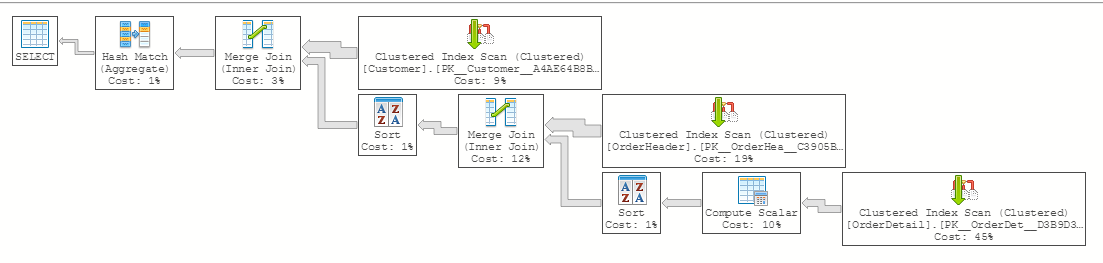 SELECT
Hash Match
(Aggregate)
Cost: 1%
Merge Join
(Inner Join)
Cost: 3%
Clustered Index Scan (Clustered)
[Customer].[PK__Customer__A4AE64B8B…
Cost: 9%
Sort
Cost: 1%
Merge Join
(Inner Join)
Cost: 12%
Clustered Index Scan (Clustered)
[OrderHeader].[PK__OrderHea__C3905B…
Cost: 19%
Sort
Cost: 1%
Compute Scalar
Cost: 10%
Clustered Index Scan (Clustered)
[OrderDetail].[PK__OrderDet__D3B9D3…
Cost: 45%